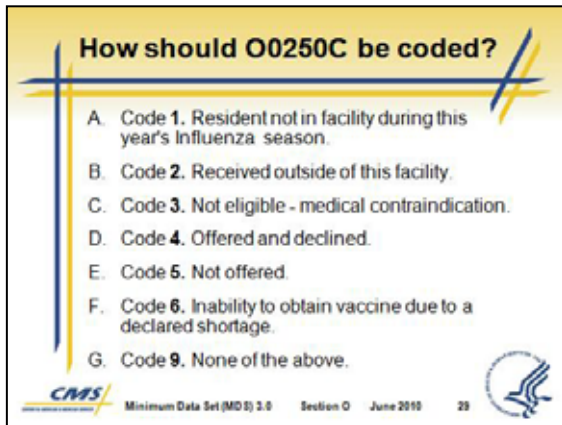 How should O0250C be coded?
A. Code 1. Resident not in facility during this
year's Influenza season.
B. Code 2. Received outside of this facility.
C. Code 3. Not eligible - medical contraindication.
D. Code 4. Offered and declined.
E. Code 5. Not offered.
F. Code 6. Inability to obtain vaccine due to a
declared shortage.
G. Code 9. None of the above.
CMS Minimum Data Set (MDS) 3.0 Section O June 2010 29